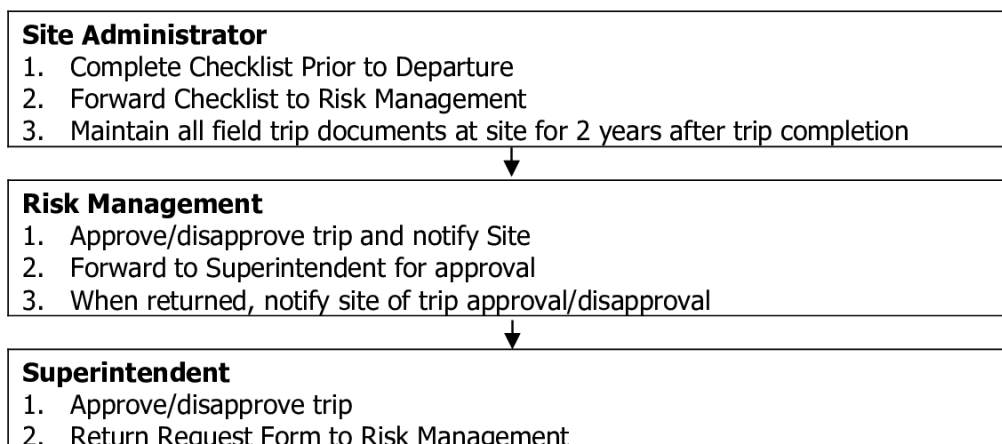 Site Administrator
1. Complete Checklist Prior to Departure
2. Forward Checklist to Risk Management
3. Maintain all field trip documents at site for 2 years after trip completion
Risk Management
1. Approve/disapprove trip and notify Site
2. Forward to Superintendent for approval
3. When returned, notify site of trip approval/disapproval
Superintendent
1. Approve/disapprove trip
2. Return Request Form to Risk Management